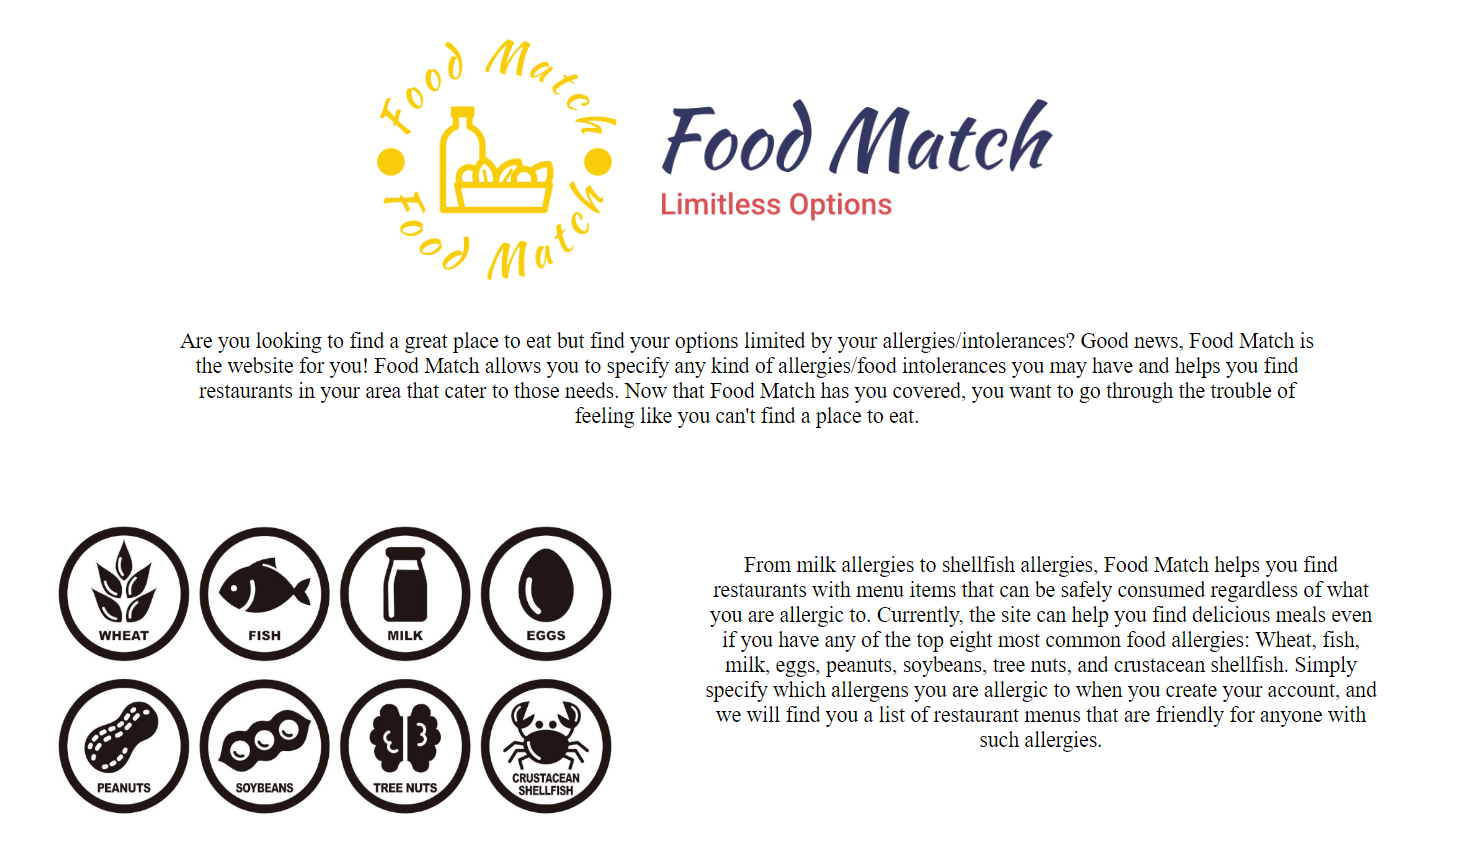 Food Match
Food Match
Food Match
Limitless Options
Are you looking to find a great place to eat but find your options limited by your allergies/intolerances? Good news, Food Match is
the website for you! Food Match allows you to specify any kind of allergies/food intolerances you may have and helps you find
restaurants in your area that cater to those needs. Now that Food Match has you covered, you want to go through the trouble of
feeling like you can't find a place to eat.
WHEAT
FISH
MILK
EGGS
PEANUTS
SOYBEANS
TREE NUTS
CRUSTACEAN
SHELLFISH
From milk allergies to shellfish allergies, Food Match helps you find
restaurants with menu items that can be safely consumed regardless of what
you are allergic to. Currently, the site can help you find delicious meals even
if you have any of the top eight most common food allergies: Wheat, fish,
milk, eggs, peanuts, soybeans, tree nuts, and crustacean shellfish. Simply
specify which allergens you are allergic to when you create your account, and
we will find you a list of restaurant menus that are friendly for anyone with
such allergies.